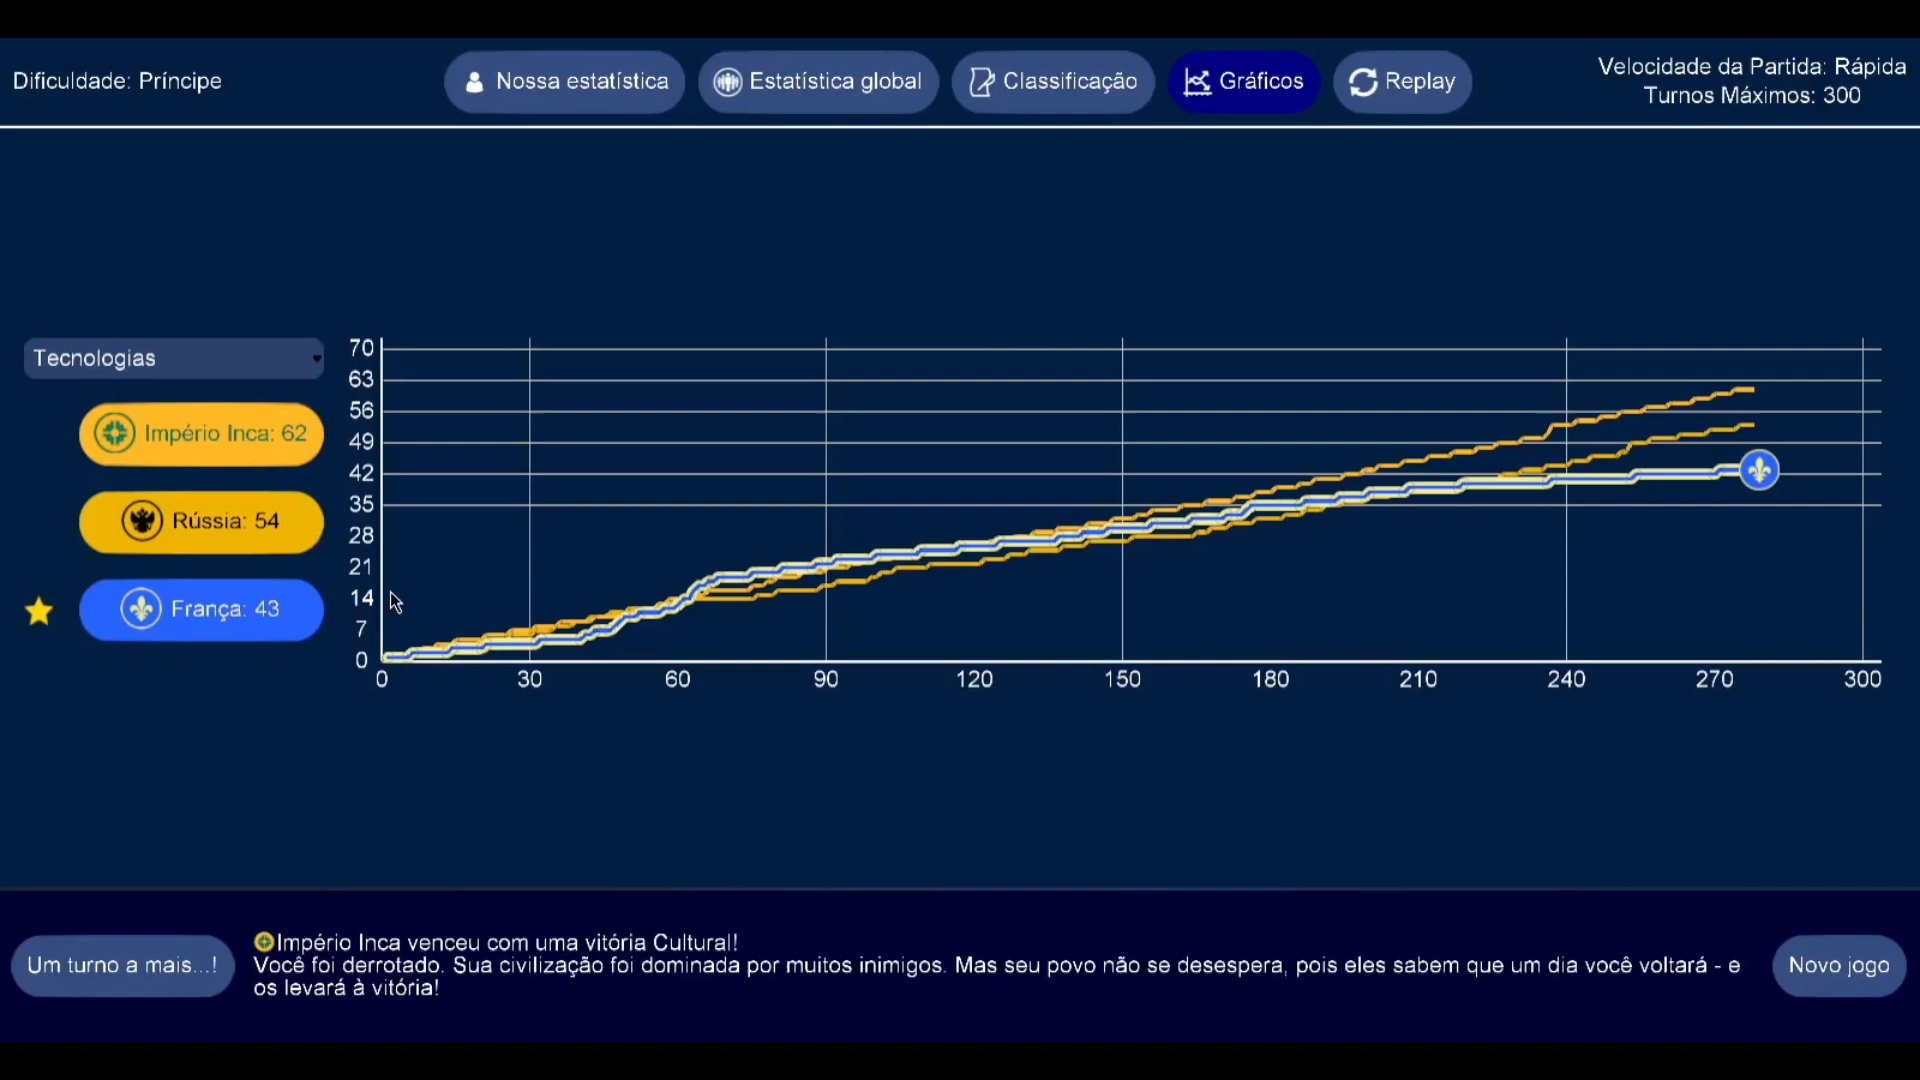 Dificuldade: Príncipe
Nossa estatística
Estatística global
Classificação
Gráficos
Replay
Velocidade da Partida: Rápida
Turnos Máximos: 300
Tecnologias
Império Inca: 62
Rússia: 54
França: 43
70
63
56
49
42
35
28
21
14
7
0
0 30 60 90 120 150 180 210 240 270 300
Um turno a mais...!
Império Inca venceu com uma vitória Cultural!
Você foi derrotado. Sua civilização foi dominada por muitos inimigos. Mas seu povo não se desespera, pois eles sabem que um dia você voltará - e
os levará à vitória!
Novo jogo